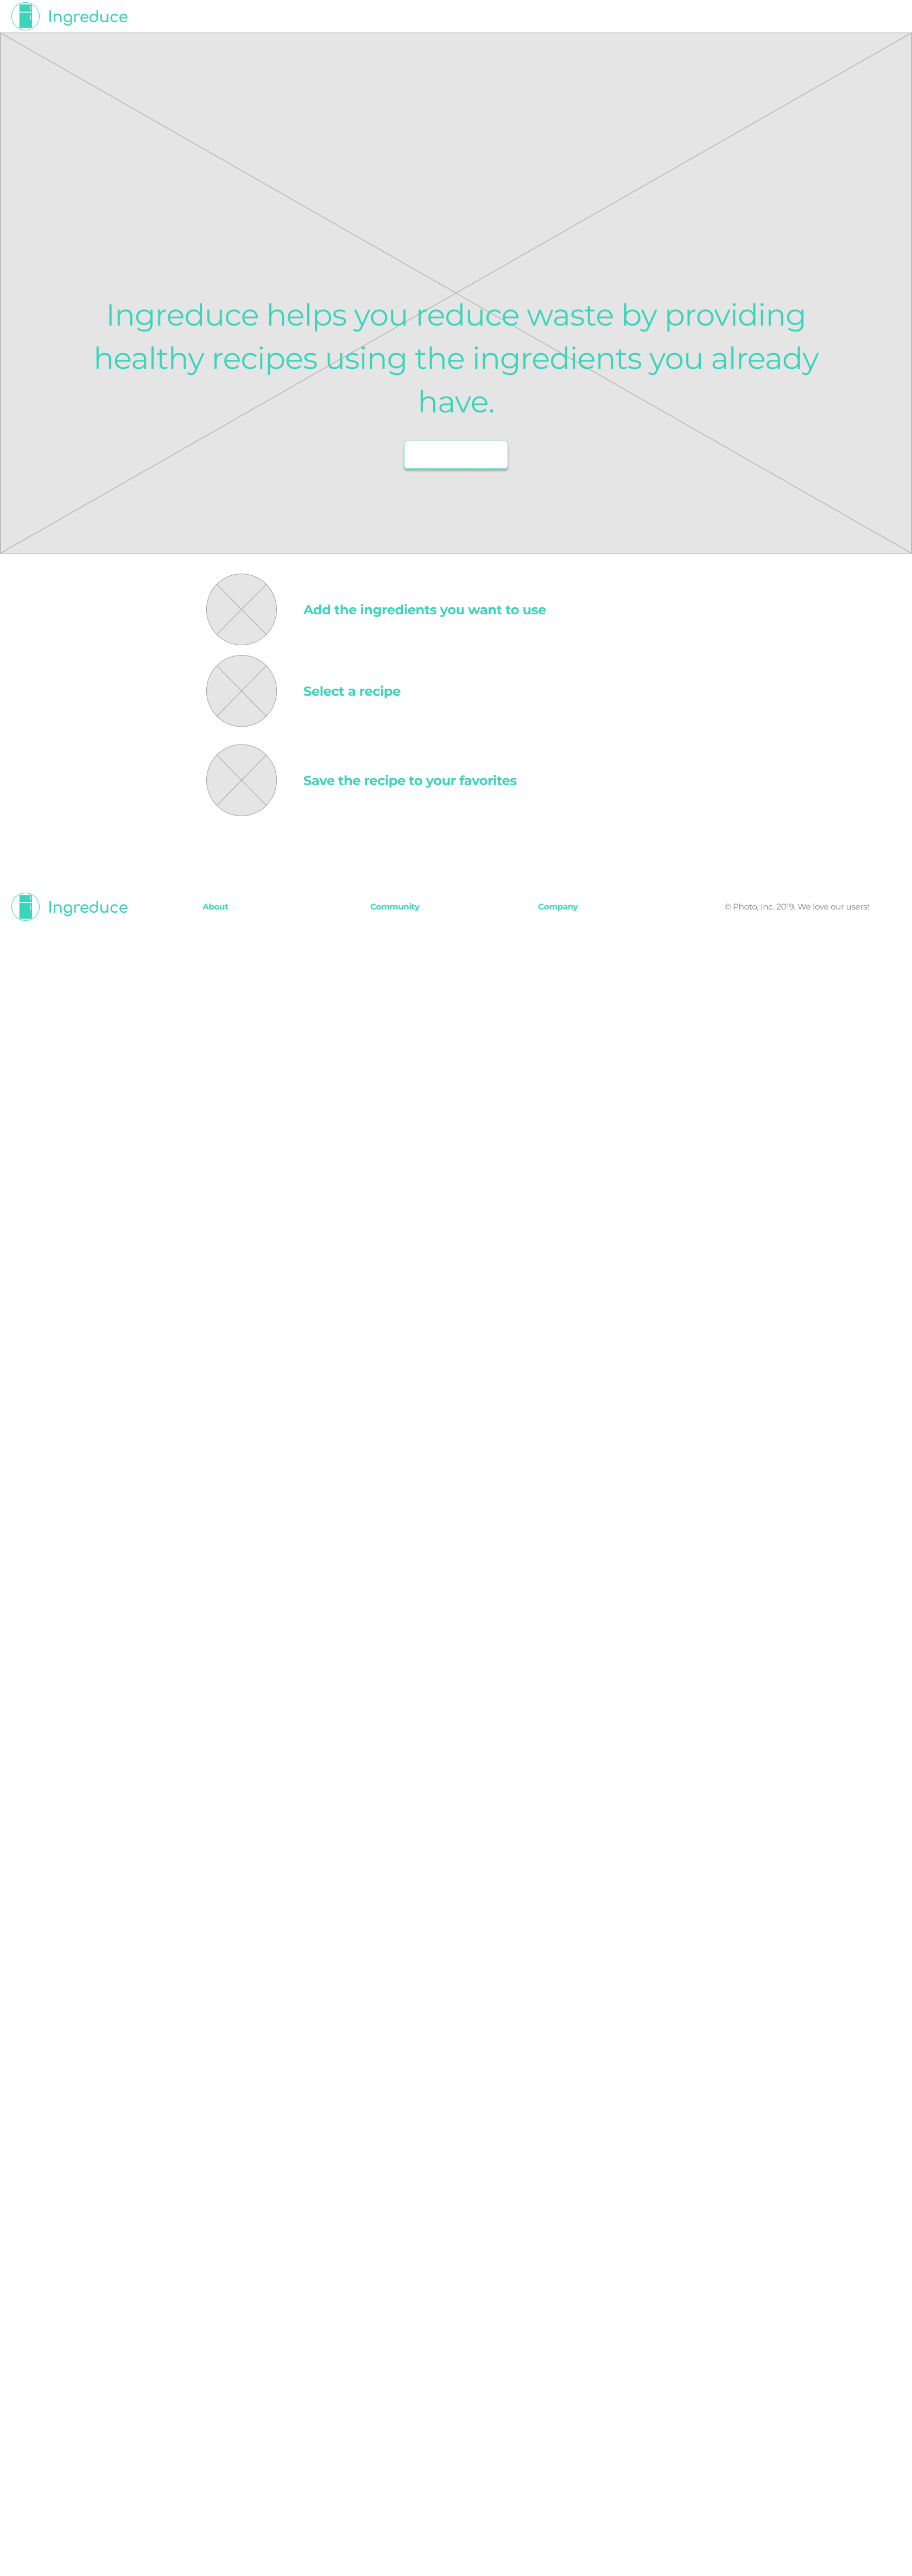 Ingreduce
Ingreduce helps you reduce waste by providing
healthy recipes using the ingredients you already
have.
Add the ingredients you want to use
Select a recipe
Save the recipe to your favorites
Ingreduce
About
Community
Company
© Photo, Inc. 2019. We love our users!